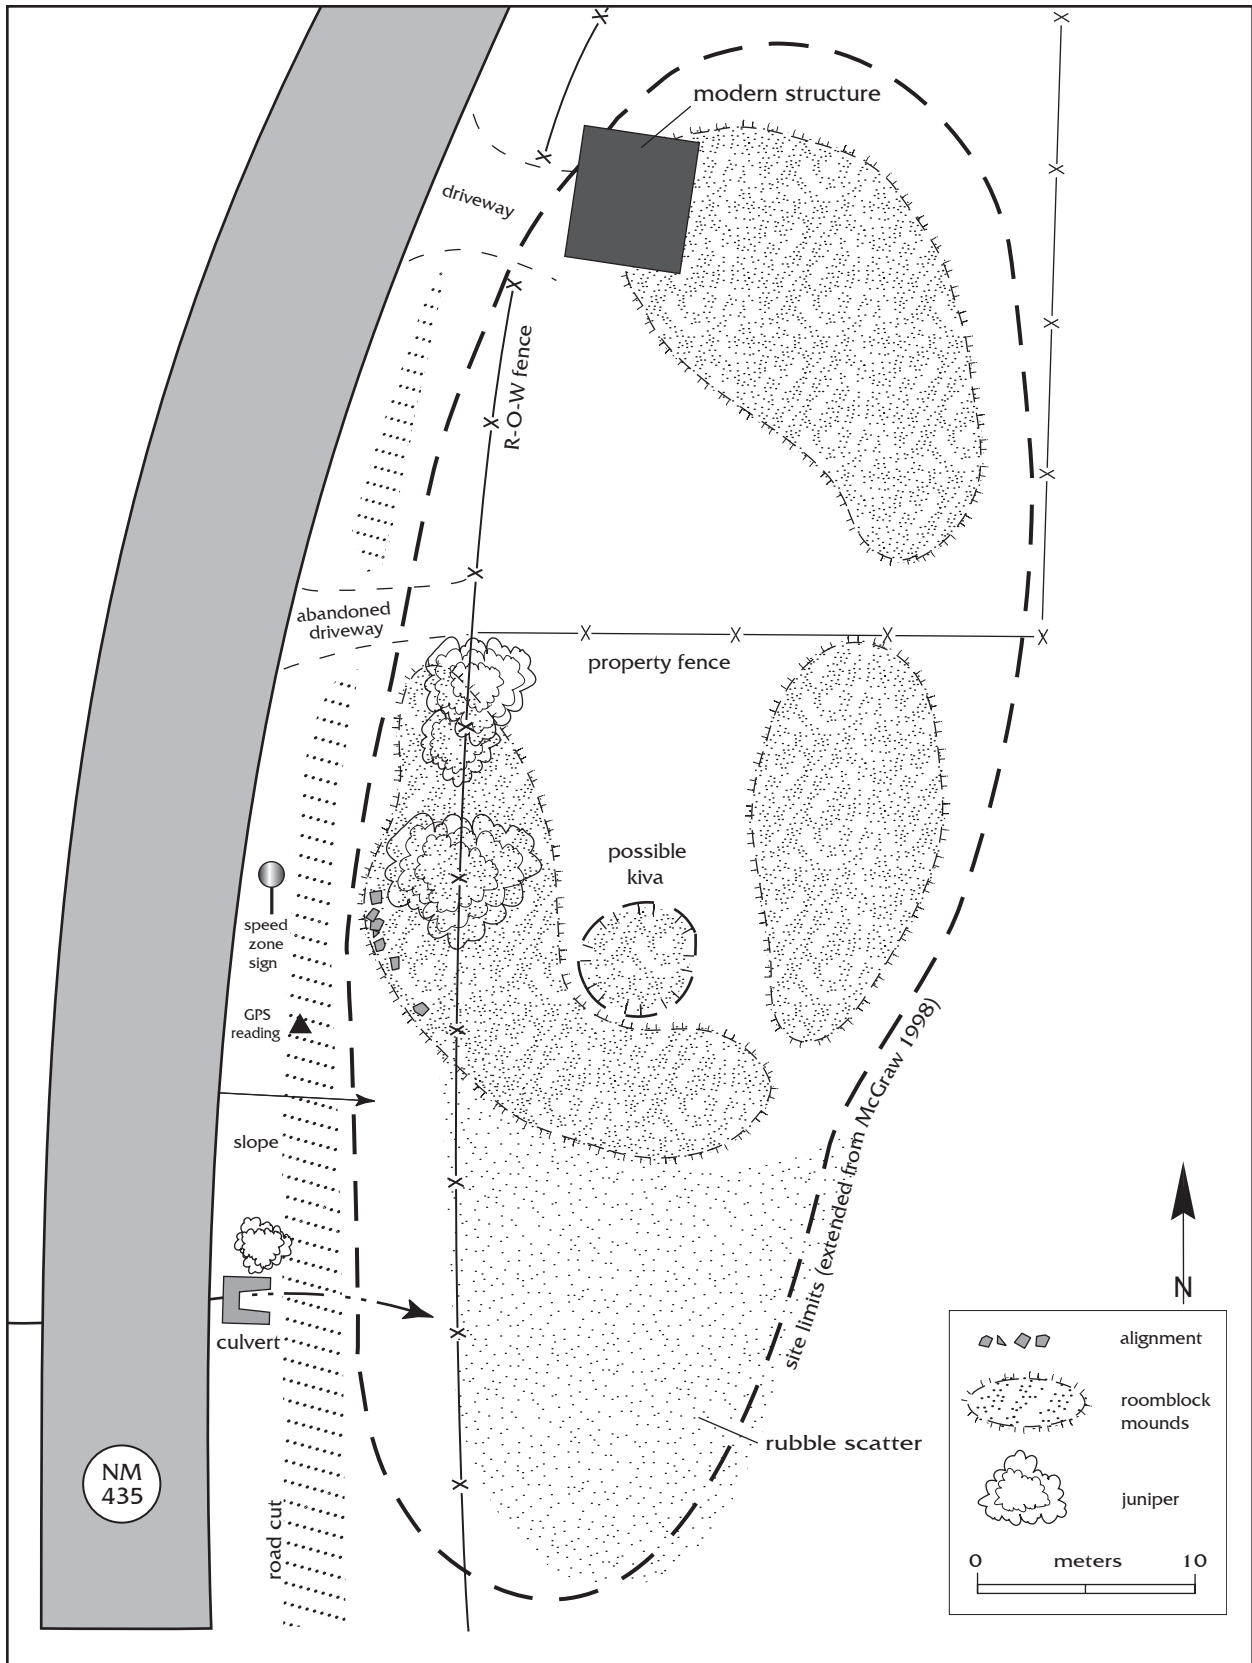 modern structure
driveway
R-O-W fence
abandoned
driveway
property fence
possible
kiva
speed
zone
sign
GPS
reading
slope
culvert
site limits (extended from McGraw 1998)
rubble scatter
NM
435
road cut
N
alignment
roomblock
mounds
juniper
0 meters 10